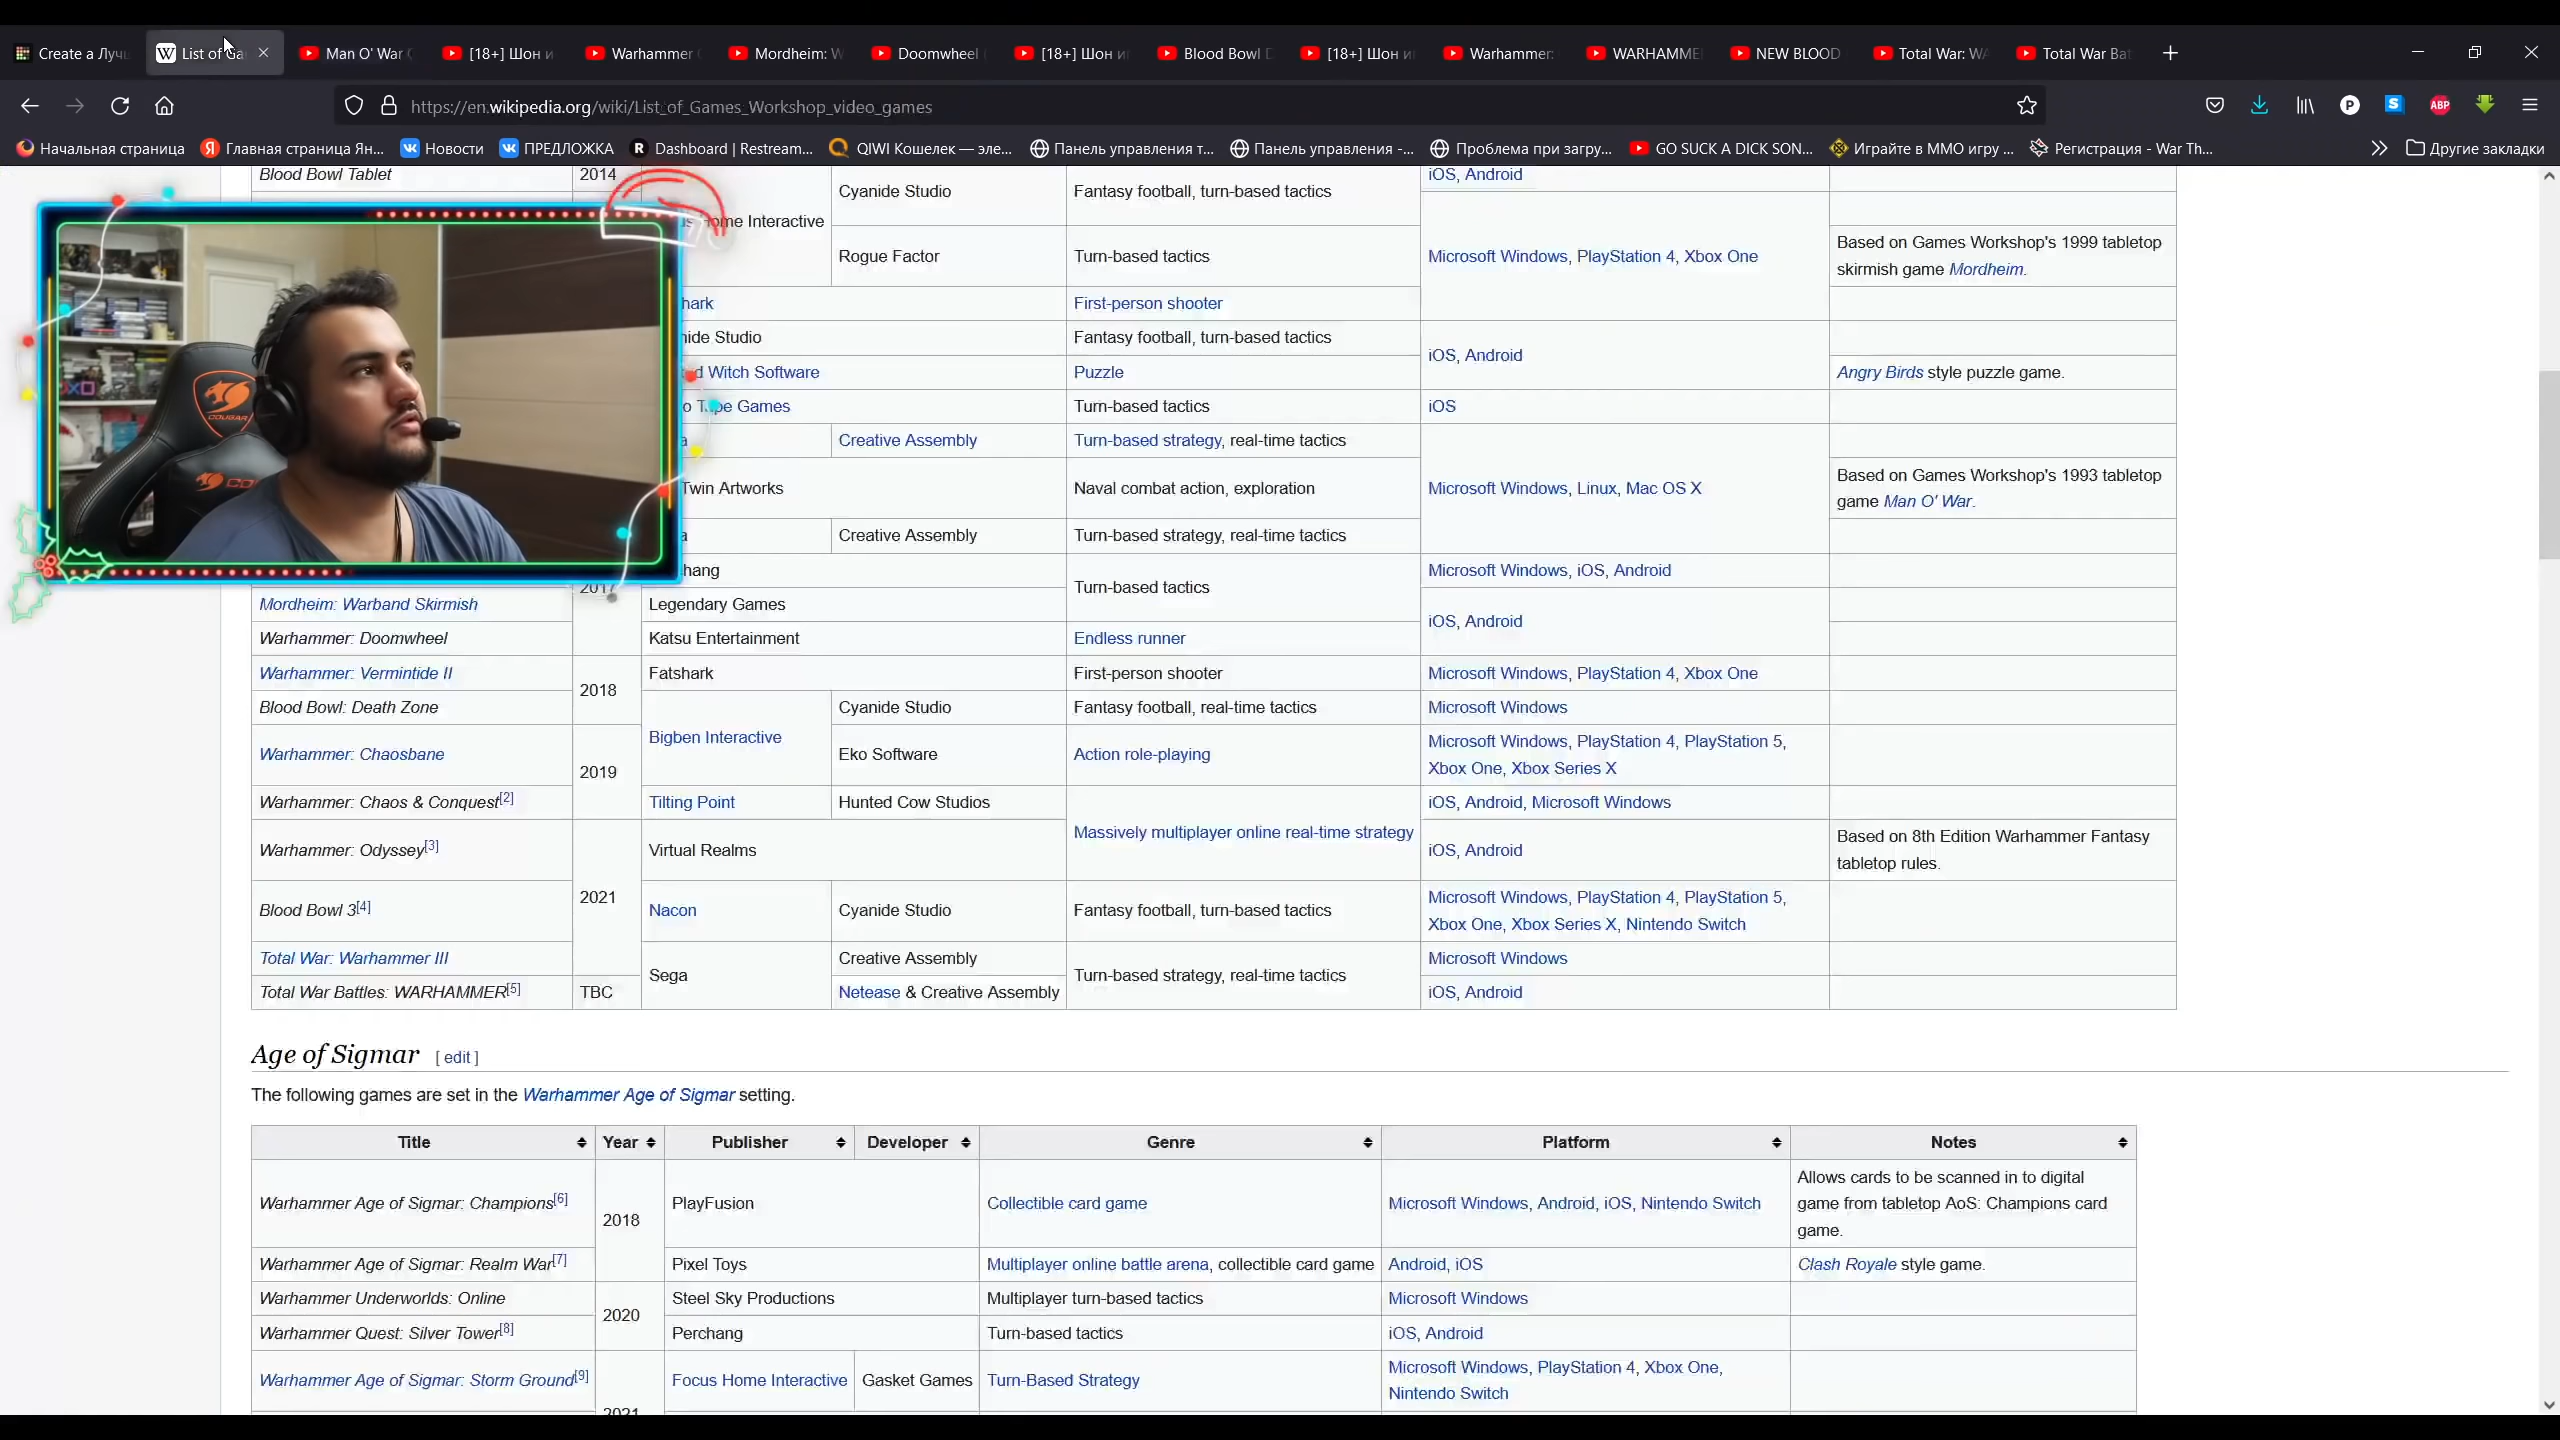 Create a Лучш
List of Ga
Man O' War
[18+] Шон и
Warhammer
Mordheim: W
Doomwheel
[18+] Шон и
Blood Bowl
[18+] Шон и
Warhammer:
WARHAMME
NEW BLOOD
Total War: WA
Total War Bat
https://en.wikipedia.org/wiki/List_of_Games_Workshop_video_games
Начальная страница
Главная страница Ян...
Новости
ПРЕДЛОЖКА
Dashboard | Restream...
QIWI Кошелек — эле...
Панель управления т...
Панель управления -...
Проблема при загру...
GO SUCK A DICK SON...
Играйте в ММО игру ...
Регистрация - War Th...
Другие закладки
Blood Bowl Tablet 2014 Cyanide Studio Fantasy football, turn-based tactics iOS, Android
Home Interactive
Rogue Factor Turn-based tactics Microsoft Windows, PlayStation 4, Xbox One Based on Games Workshop's 1999 tabletop
skirmish game Mordheim.
hark First-person shooter
nide Studio Fantasy football, turn-based tactics iOS, Android
d Witch Software Puzzle Angry Birds style puzzle game.
o Tape Games Turn-based tactics iOS
a Creative Assembly Turn-based strategy, real-time tactics
Twin Artworks Naval combat action, exploration Microsoft Windows, Linux, Mac OS X Based on Games Workshop's 1993 tabletop
game Man O' War.
a Creative Assembly Turn-based strategy, real-time tactics
2017 hang Turn-based tactics Microsoft Windows, iOS, Android
Mordheim: Warband Skirmish Legendary Games iOS, Android
Warhammer: Doomwheel Katsu Entertainment Endless runner
Warhammer: Vermintide II 2018 Fatshark First-person shooter Microsoft Windows, PlayStation 4, Xbox One
Blood Bowl: Death Zone Bigben Interactive Cyanide Studio Fantasy football, real-time tactics Microsoft Windows
Warhammer: Chaosbane 2019 Eko Software Action role-playing Microsoft Windows, PlayStation 4, PlayStation 5,
Xbox One, Xbox Series X
Warhammer: Chaos & Conquest[2] Tilting Point Hunted Cow Studios Massively multiplayer online real-time strategy iOS, Android, Microsoft Windows
Warhammer: Odyssey[3] 2021 Virtual Realms iOS, Android Based on 8th Edition Warhammer Fantasy
tabletop rules.
Blood Bowl 3[4] Nacon Cyanide Studio Fantasy football, turn-based tactics Microsoft Windows, PlayStation 4, PlayStation 5,
Xbox One, Xbox Series X, Nintendo Switch
Total War: Warhammer III Sega Creative Assembly Turn-based strategy, real-time tactics Microsoft Windows
Total War Battles: WARHAMMER[5] TBC Netease & Creative Assembly iOS, Android
Age of Sigmar [ edit ]
The following games are set in the Warhammer Age of Sigmar setting.
Title Year Publisher Developer Genre Platform Notes
Warhammer Age of Sigmar: Champions[6] 2018 PlayFusion Collectible card game Microsoft Windows, Android, iOS, Nintendo Switch Allows cards to be scanned in to digital
game from tabletop AoS: Champions card
game.
Warhammer Age of Sigmar: Realm War[7] Pixel Toys Multiplayer online battle arena, collectible card game Android, iOS Clash Royale style game.
Warhammer Underworlds: Online 2020 Steel Sky Productions Multiplayer turn-based tactics Microsoft Windows
Warhammer Quest: Silver Tower[8] Perchang Turn-based tactics iOS, Android
Warhammer Age of Sigmar: Storm Ground[9] 2021 Focus Home Interactive Gasket Games Turn-Based Strategy Microsoft Windows, PlayStation 4, Xbox One,
Nintendo Switch
COUGAR